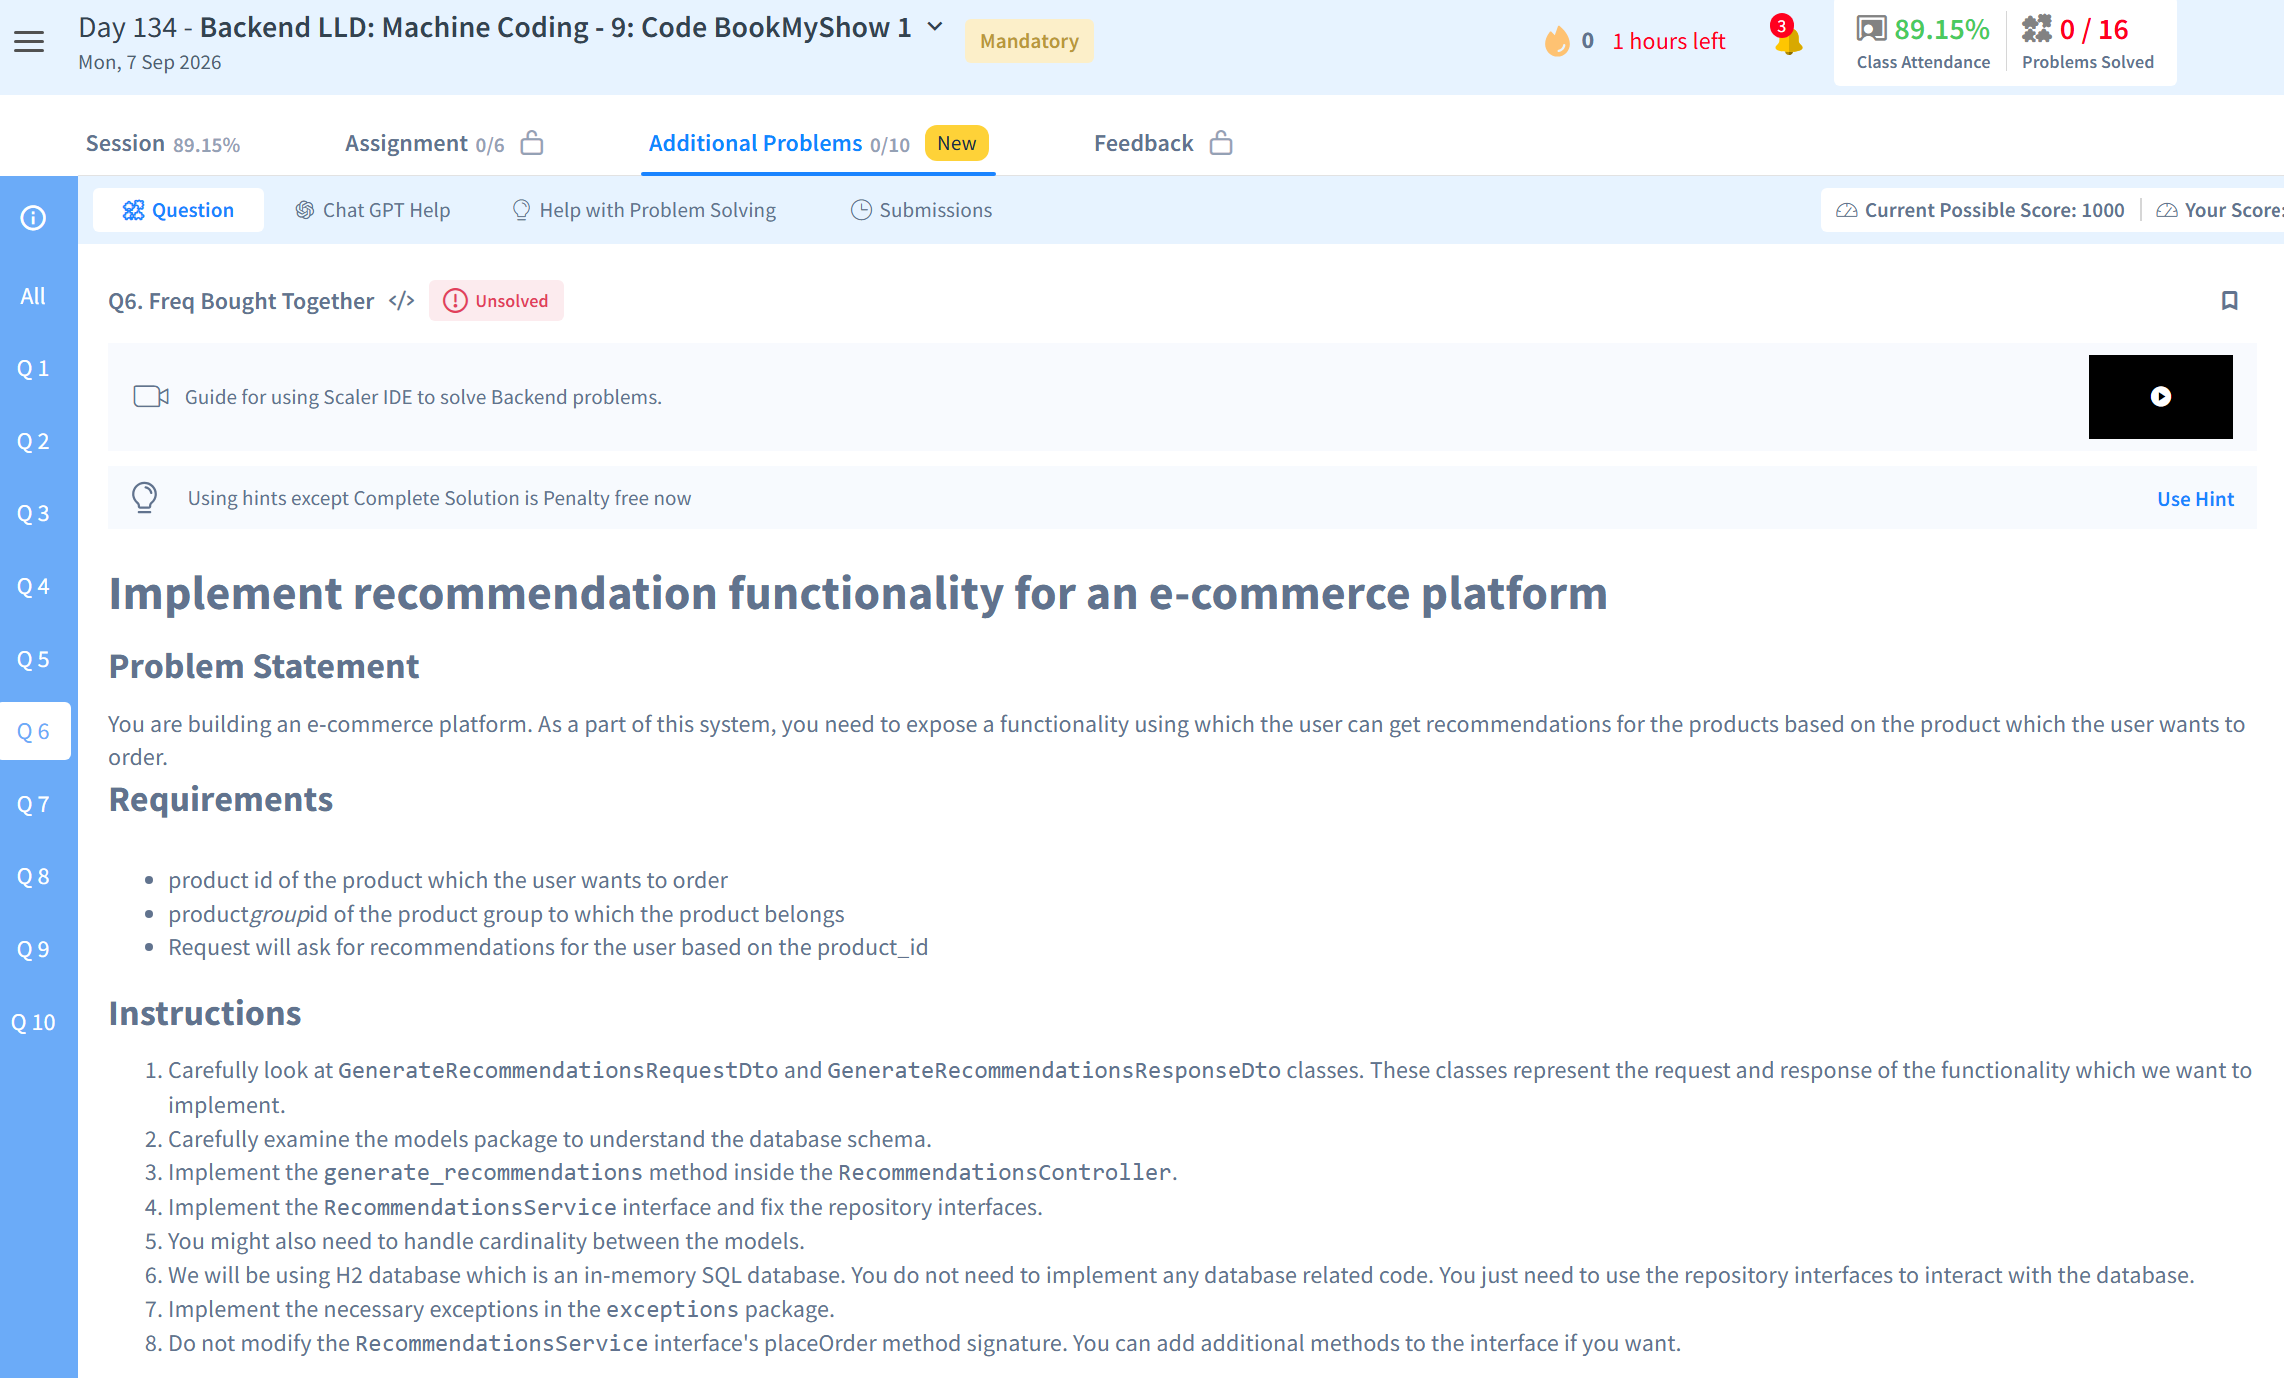 Day 134 - Backend LLD: Machine Coding - 9: Code BookMyShow 1
Mon, 7 Sep 2026
Mandatory
0
1 hours left
3
89.15%
Class Attendance
0 / 16
Problems Solved
Session 89.15%
Assignment 0/6
Additional Problems 0/10 New
Feedback
Question
Chat GPT Help
Help with Problem Solving
Submissions
Current Possible Score: 1000
Your Score:
All
Q 1
Q 2
Q 3
Q 4
Q 5
Q 6
Q 7
Q 8
Q 9
Q 10
Q6. Freq Bought Together </> Unsolved
Guide for using Scaler IDE to solve Backend problems.
Using hints except Complete Solution is Penalty free now
Use Hint
Implement recommendation functionality for an e-commerce platform
Problem Statement
You are building an e-commerce platform. As a part of this system, you need to expose a functionality using which the user can get recommendations for the products based on the product which the user wants to
order.
Requirements
• product id of the product which the user wants to order
• productgroupid of the product group to which the product belongs
• Request will ask for recommendations for the user based on the product_id
Instructions
1. Carefully look at GenerateRecommendationsRequestDto and GenerateRecommendationsResponseDto classes. These classes represent the request and response of the functionality which we want to
implement.
2. Carefully examine the models package to understand the database schema.
3. Implement the generate_recommendations method inside the RecommendationsController.
4. Implement the RecommendationsService interface and fix the repository interfaces.
5. You might also need to handle cardinality between the models.
6. We will be using H2 database which is an in-memory SQL database. You do not need to implement any database related code. You just need to use the repository interfaces to interact with the database.
7. Implement the necessary exceptions in the exceptions package.
8. Do not modify the RecommendationsService interface's placeOrder method signature. You can add additional methods to the interface if you want.